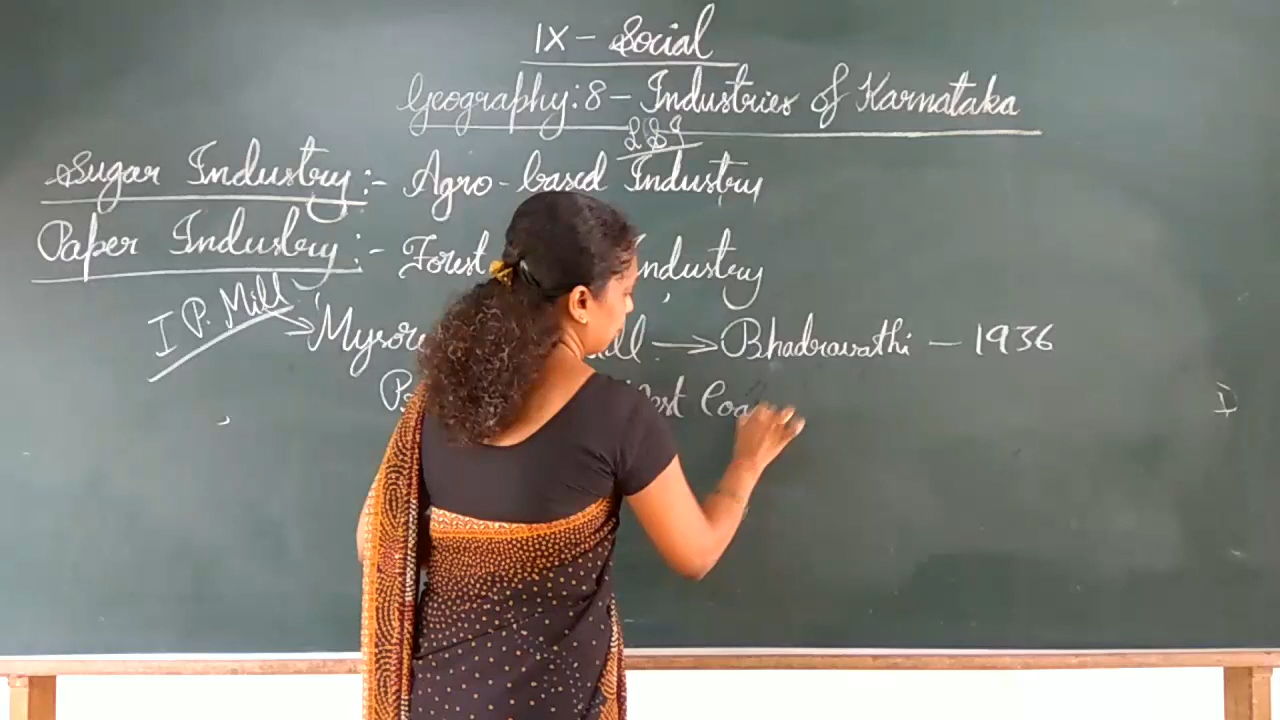 IX - Social
Geography: 8 - Industries of Karnataka
Sugar Industry :- Agro-based Industry
Paper Industry :- Forest Industry
I P. Mill
Mysore → Bhadravathi - 1936